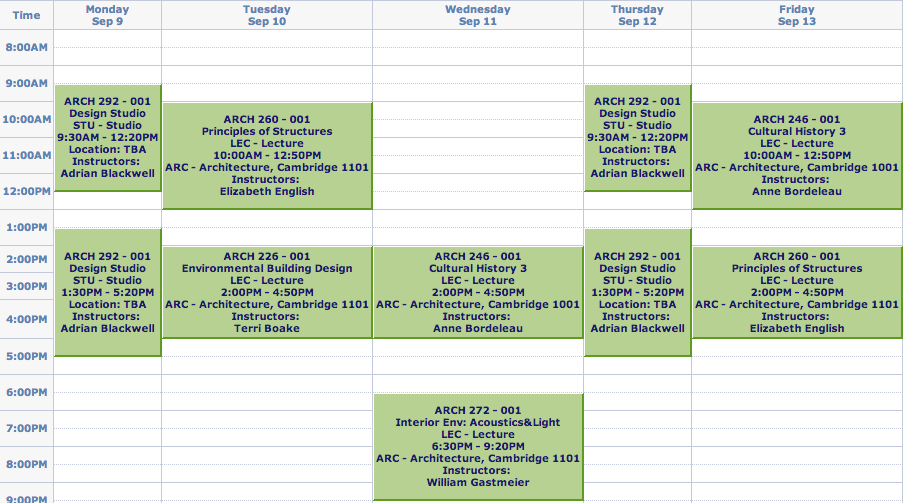 Time
Monday
Sep 9
Tuesday
Sep 10
Wednesday
Sep 11
Thursday
Sep 12
Friday
Sep 13
8:00AM
9:00AM
10:00AM
11:00AM
12:00PM
1:00PM
2:00PM
3:00PM
4:00PM
5:00PM
6:00PM
7:00PM
8:00PM
9:00PM
ARCH 292 - 001
Design Studio
STU - Studio
9:30AM - 12:20PM
Location: TBA
Instructors:
Adrian Blackwell
ARCH 292 - 001
Design Studio
STU - Studio
1:30PM - 5:20PM
Location: TBA
Instructors:
Adrian Blackwell
ARCH 260 - 001
Principles of Structures
LEC - Lecture
10:00AM - 12:50PM
ARC - Architecture, Cambridge 1101
Instructors:
Elizabeth English
ARCH 226 - 001
Environmental Building Design
LEC - Lecture
2:00PM - 4:50PM
ARC - Architecture, Cambridge 1101
Instructors:
Terri Boake
ARCH 246 - 001
Cultural History 3
LEC - Lecture
2:00PM - 4:50PM
ARC - Architecture, Cambridge 1001
Instructors:
Anne Bordeleau
ARCH 272 - 001
Interior Env: Acoustics&Light
LEC - Lecture
6:30PM - 9:20PM
ARC - Architecture, Cambridge 1101
Instructors:
William Gastmeier
ARCH 292 - 001
Design Studio
STU - Studio
9:30AM - 12:20PM
Location: TBA
Instructors:
Adrian Blackwell
ARCH 292 - 001
Design Studio
STU - Studio
1:30PM - 5:20PM
Location: TBA
Instructors:
Adrian Blackwell
ARCH 246 - 001
Cultural History 3
LEC - Lecture
10:00AM - 12:50PM
ARC - Architecture, Cambridge 1001
Instructors:
Anne Bordeleau
ARCH 260 - 001
Principles of Structures
LEC - Lecture
2:00PM - 4:50PM
ARC - Architecture, Cambridge 1101
Instructors:
Elizabeth English